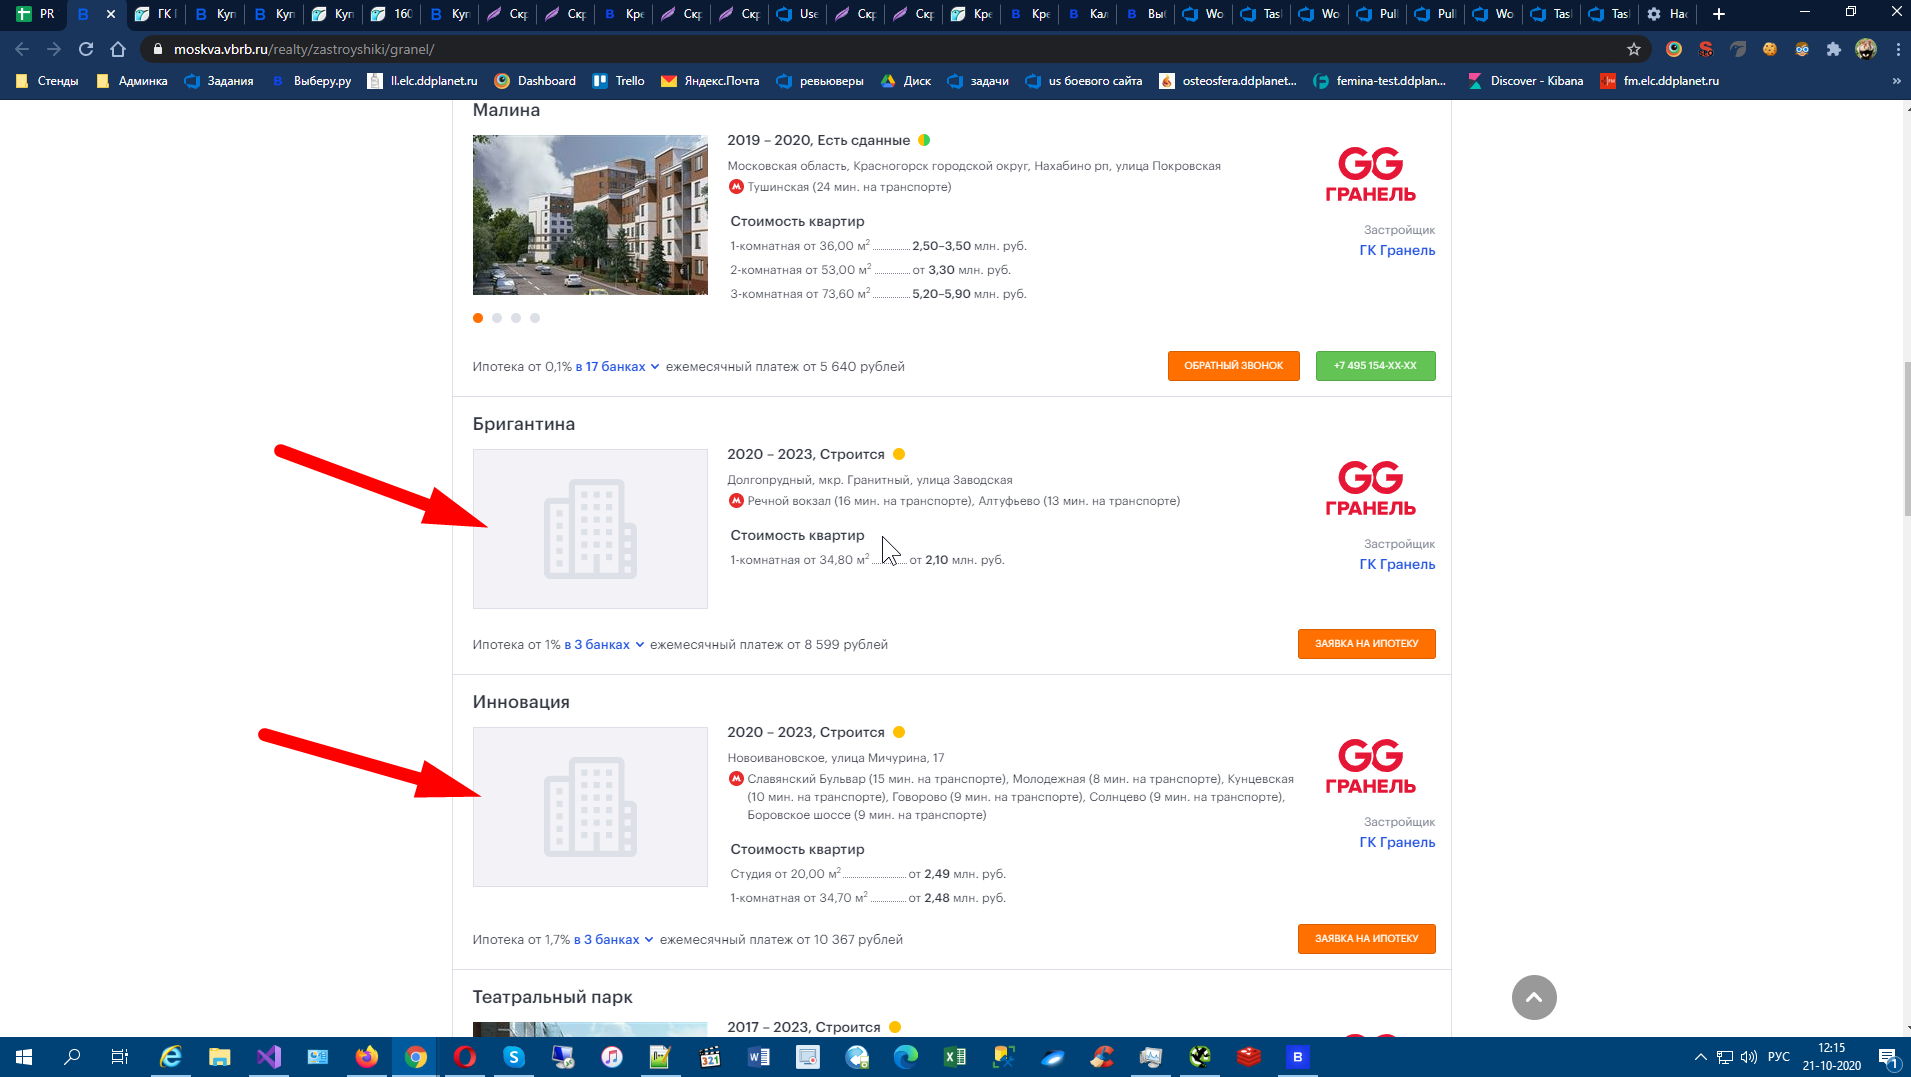 PR
ГК Г
Куп
Куп
Куп
160
Куп
Скр
Скр
Кре
Скр
Скр
Use
Скр
Скр
Кре
Кре
Кал
Выб
Wo
Tas
Wo
Pull
Pull
Wo
Tas
Tas
Нас
moskva.vbrb.ru/realty/zastroyshiki/granel/
Стенды
Админка
Задания
Выберу.ру
ll.elc.ddplanet.ru
Dashboard
Trello
Яндекс.Почта
ревьюверы
Диск
задачи
us боевого сайта
osteosfera.ddplanet...
femina-test.ddplan...
Discover - Kibana
fm.elc.ddplanet.ru
»
Малина
2019 – 2020, Есть сданные
Московская область, Красногорск городской округ, Нахабино рп, улица Покровская
Тушинская (24 мин. на транспорте)
Стоимость квартир
1-комнатная от 36,00 м² 2,50–3,50 млн. руб.
2-комнатная от 53,00 м² от 3,30 млн. руб.
3-комнатная от 73,60 м² 5,20–5,90 млн. руб.
GG
ГРАНЕЛЬ
Застройщик
ГК Гранель
Ипотека от 0,1% в 17 банках ежемесячный платеж от 5 640 рублей
ОБРАТНЫЙ ЗВОНОК
+7 495 154-XX-XX
Бригантина
2020 – 2023, Строится
Долгопрудный, мкр. Гранитный, улица Заводская
Речной вокзал (16 мин. на транспорте), Алтуфьево (13 мин. на транспорте)
Стоимость квартир
1-комнатная от 34,80 м² от 2,10 млн. руб.
GG
ГРАНЕЛЬ
Застройщик
ГК Гранель
Ипотека от 1% в 3 банках ежемесячный платеж от 8 599 рублей
ЗАЯВКА НА ИПОТЕКУ
Инновация
2020 – 2023, Строится
Новоивановское, улица Мичурина, 17
Славянский Бульвар (15 мин. на транспорте), Молодежная (8 мин. на транспорте), Кунцевская
(10 мин. на транспорте), Говорово (9 мин. на транспорте), Солнцево (9 мин. на транспорте),
Боровское шоссе (9 мин. на транспорте)
Стоимость квартир
Студия от 20,00 м² от 2,49 млн. руб.
1-комнатная от 34,70 м² от 2,48 млн. руб.
GG
ГРАНЕЛЬ
Застройщик
ГК Гранель
Ипотека от 1,7% в 3 банках ежемесячный платеж от 10 367 рублей
ЗАЯВКА НА ИПОТЕКУ
Театральный парк
2017 – 2023, Строится
РУС
12:15
21-10-2020
1